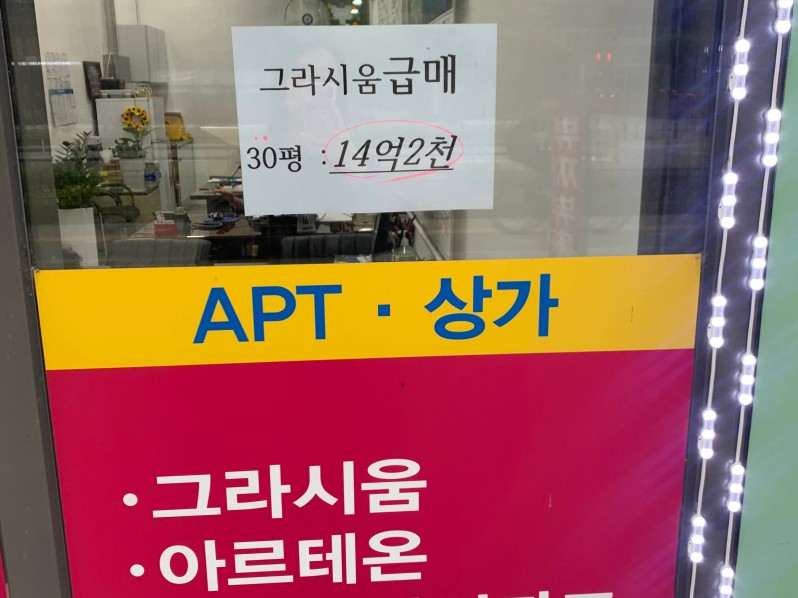 그라시움급매
30평 : 14억2천
APT · 상가
· 그라시움
· 아르테온